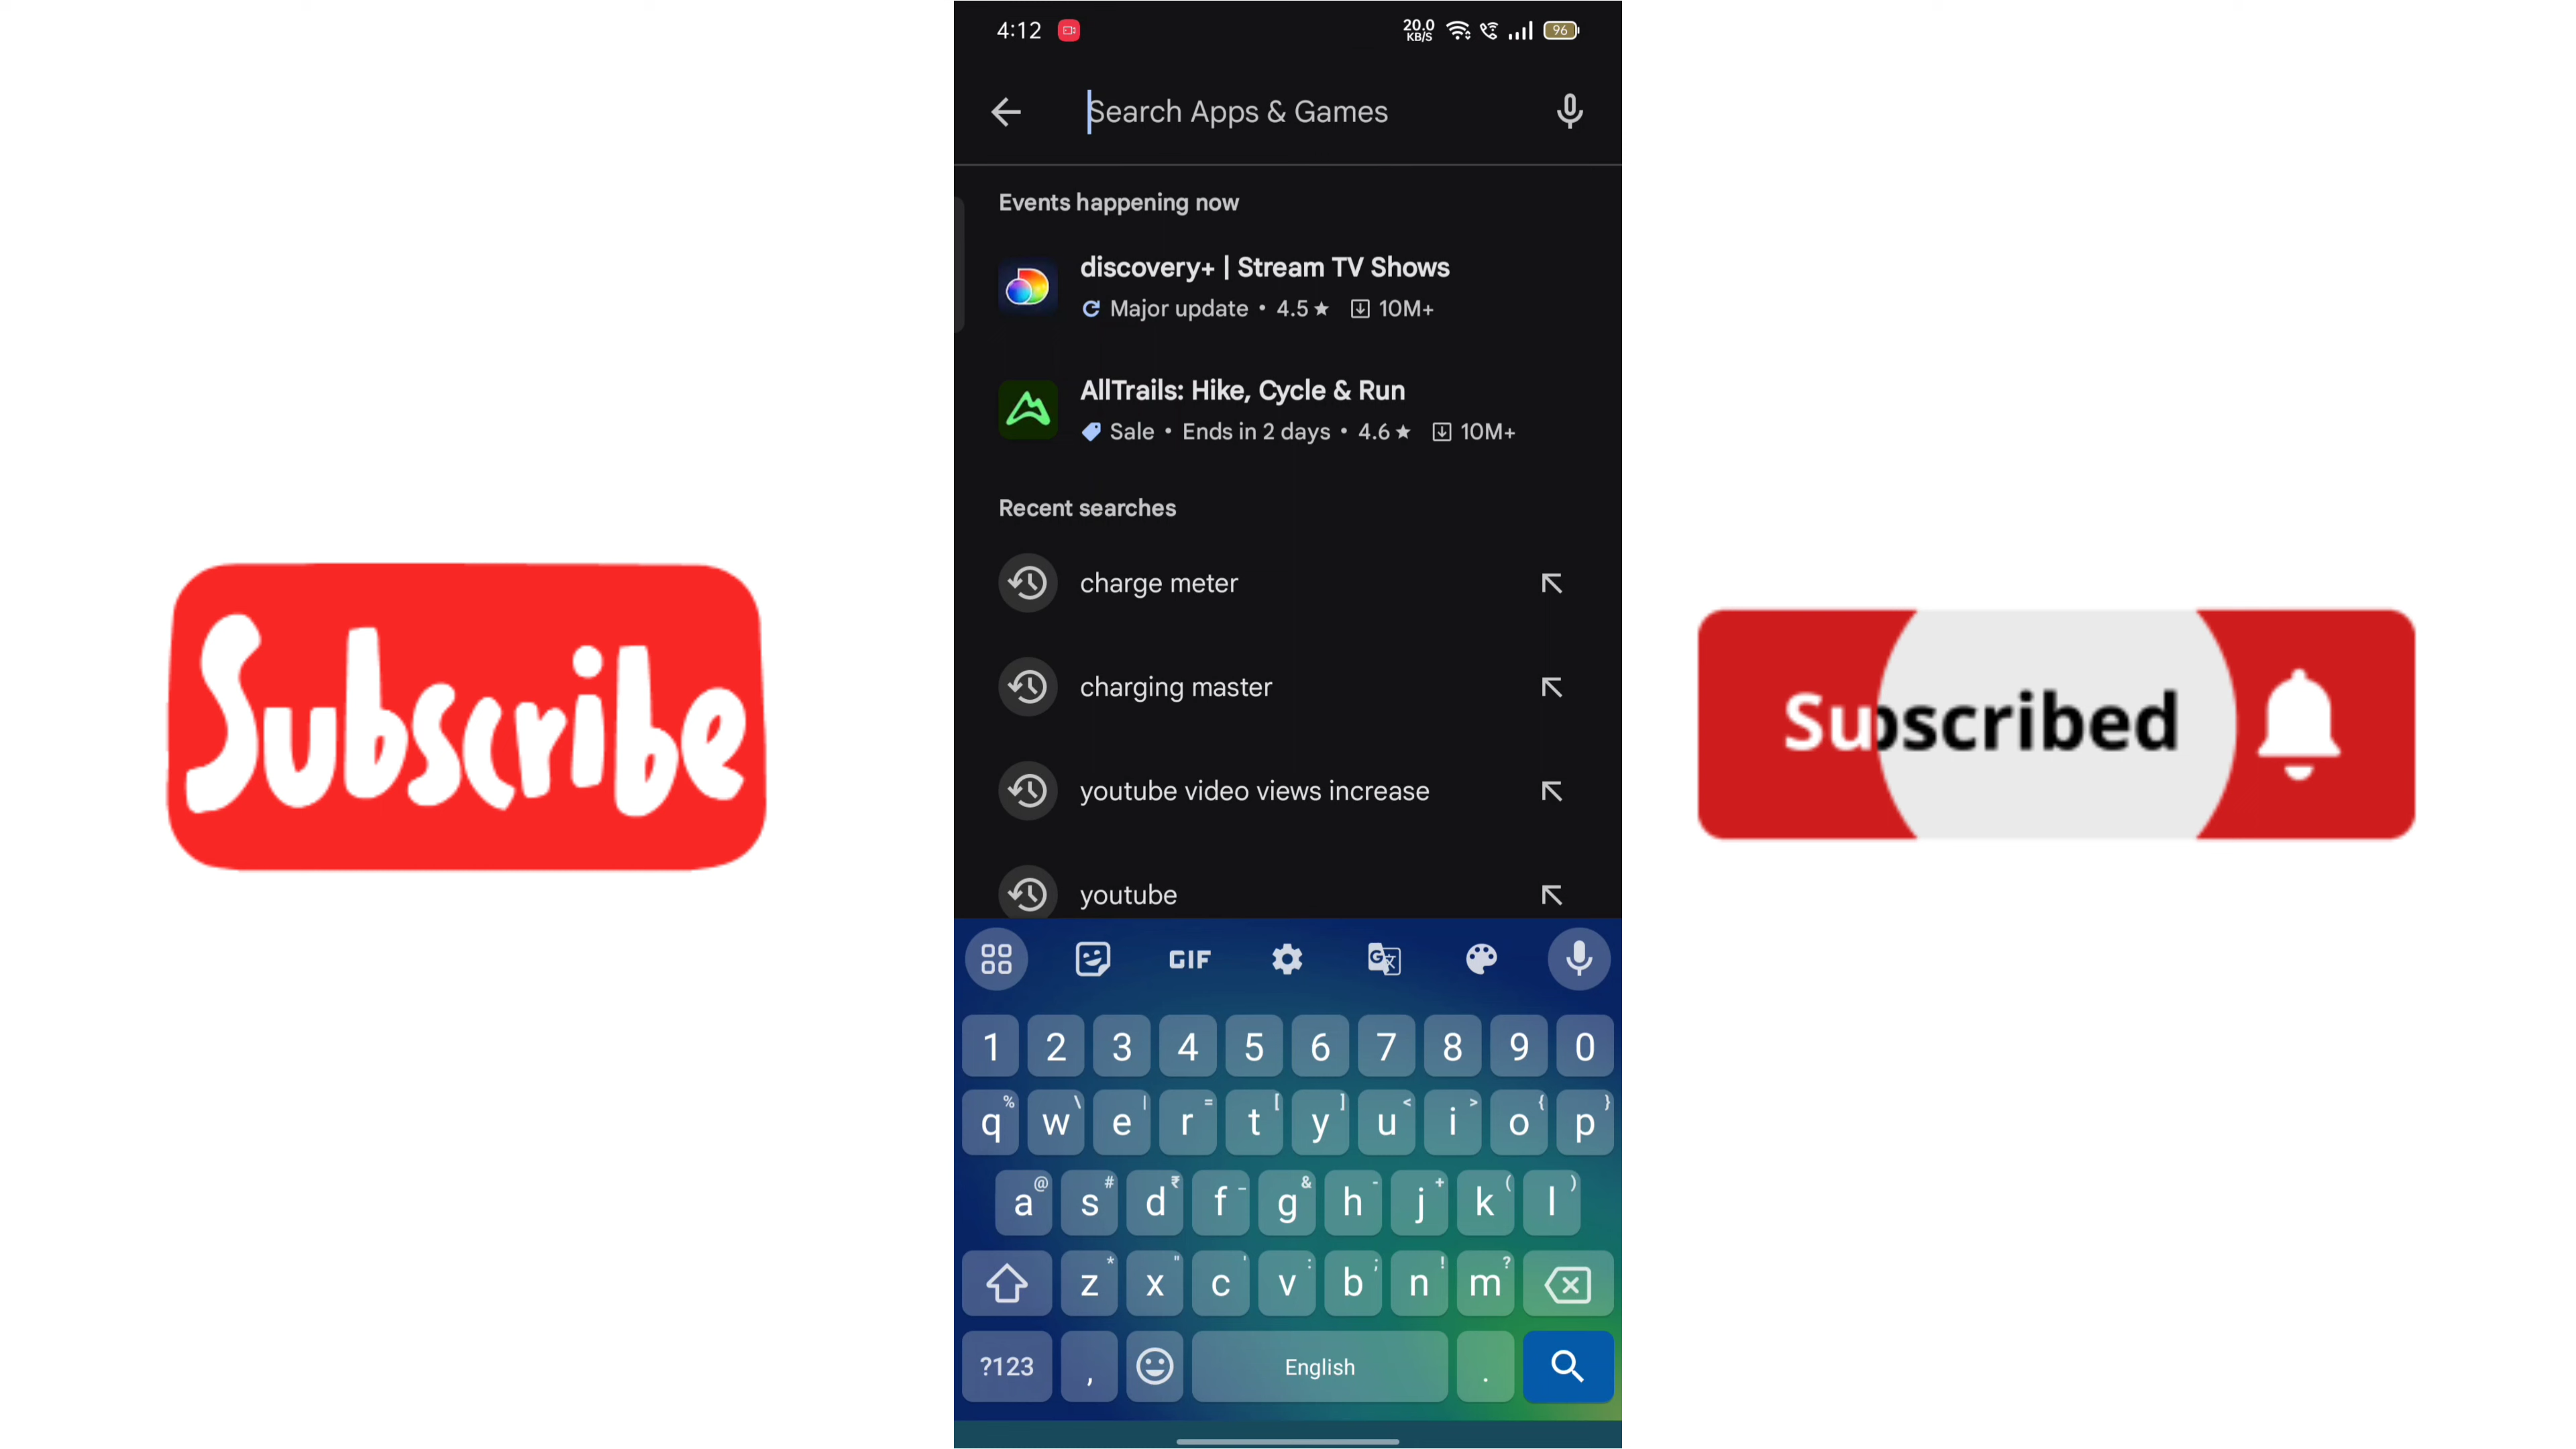 4:12
20.0
KB/S
96
Search Apps & Games
Events happening now
discovery+ | Stream TV Shows
Major update • 4.5★ 10M+
AllTrails: Hike, Cycle & Run
Sale • Ends in 2 days • 4.6★ 10M+
Recent searches
charge meter
charging master
youtube video views increase
youtube
Subscribe
Subscribed
GIF
G文
1 2 3 4 5 6 7 8 9 0
% \ | = [ ] < > { }
q w e r t y u i o p
@ # ₹ _ & - + ( )
a s d f g h j k l
* " ' : ; ! ?
z x c v b n m
?123 , English .